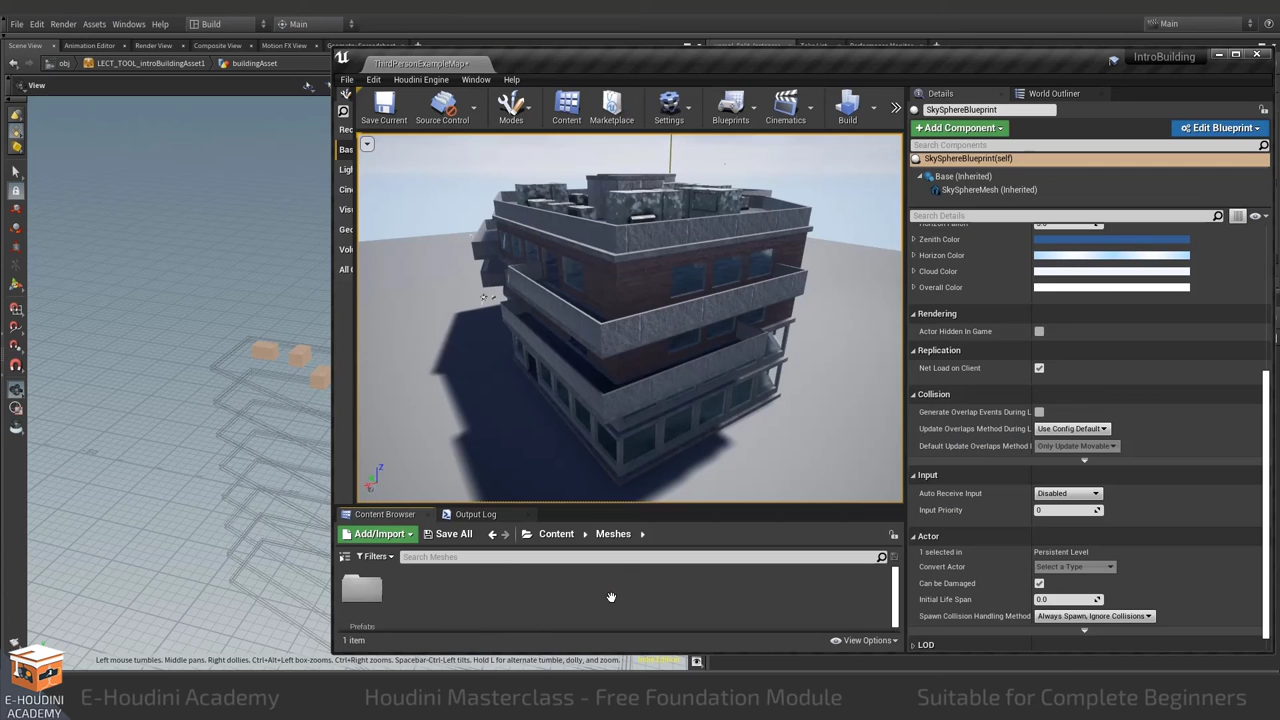 File Edit Render Assets Windows Help Build Main Main
Scene View Animation Editor Render View Composite View Motion FX View
obj LECT_TOOL_introBuildingAsset1 buildingAsset
View
ThirdPersonExampleMap* IntroBuilding
File Edit Houdini Engine Window Help
Save Current Source Control Modes Content Marketplace Settings Blueprints Cinematics Build
Details World Outliner
SkySphereBlueprint
+Add Component Edit Blueprint
Search Components
SkySphereBlueprint(self)
Base (Inherited)
SkySphereMesh (Inherited)
Search Details
Zenith Color
Horizon Color
Cloud Color
Overall Color
Rendering
Actor Hidden In Game
Replication
Net Load on Client
Collision
Generate Overlap Events During L
Update Overlaps Method During L Use Config Default
Default Update Overlaps Method Only Update Movable
Input
Auto Receive Input Disabled
Input Priority 0
Actor
1 selected in Persistent Level
Convert Actor Select a Type
Can be Damaged
Initial Life Span 0.0
Spawn Collision Handling Method Always Spawn, Ignore Collisions
LOD
Rec
Bas
Ligh
Cine
Visu
Geo
Volu
All C
Z
Content Browser Output Log
Add/Import Save All Content Meshes
Filters Search Meshes
Prefabs
1 item View Options
Left mouse tumbles. Middle pans. Right dollies. Ctrl+Alt+Left box-zooms. Ctrl+Right zooms. Spacebar-Ctrl-Left tilts. Hold L for alternate tumble, dolly, and zoom.
E-HOUDINI
ACADEMY
E-Houdini Academy Houdini Masterclass - Free Foundation Module Suitable for Complete Beginners